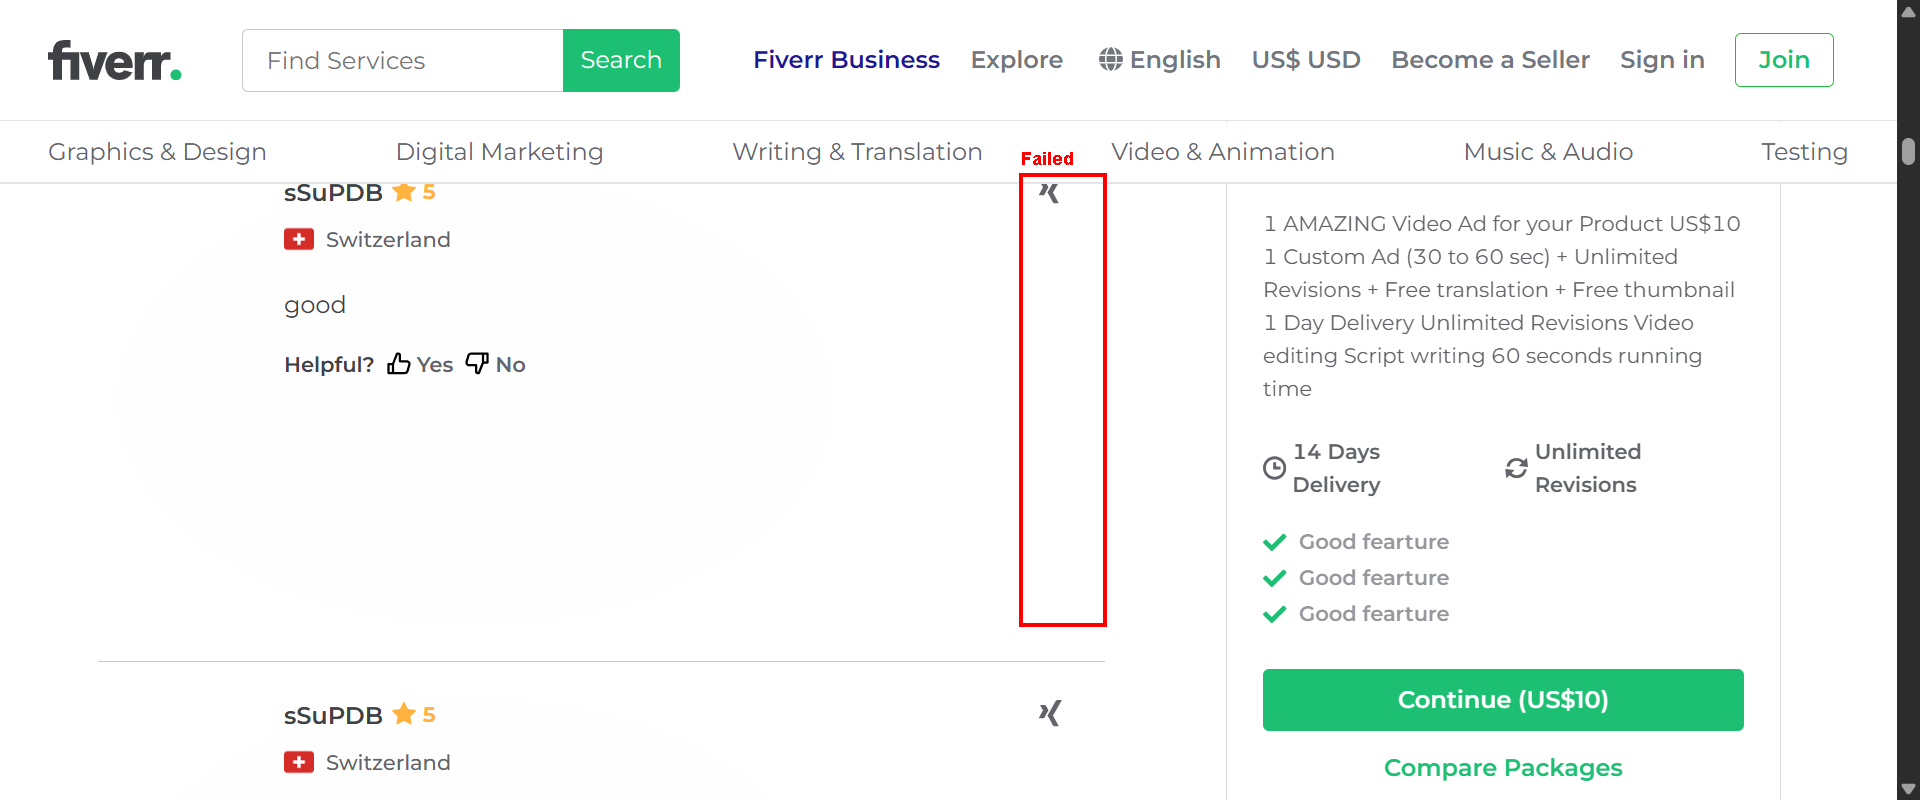 fiverr.
Find Services
Search
Fiverr Business
Explore
English
US$ USD
Become a Seller
Sign in
Join
Graphics & Design
Digital Marketing
Writing & Translation
Video & Animation
Music & Audio
Testing
Failed
sSuPDB 5
Switzerland
good
Helpful? Yes No
sSuPDB 5
Switzerland
1 AMAZING Video Ad for your Product US$10
1 Custom Ad (30 to 60 sec) + Unlimited
Revisions + Free translation + Free thumbnail
1 Day Delivery Unlimited Revisions Video
editing Script writing 60 seconds running
time
14 Days
Delivery
Unlimited
Revisions
Good fearture
Good fearture
Good fearture
Continue (US$10)
Compare Packages